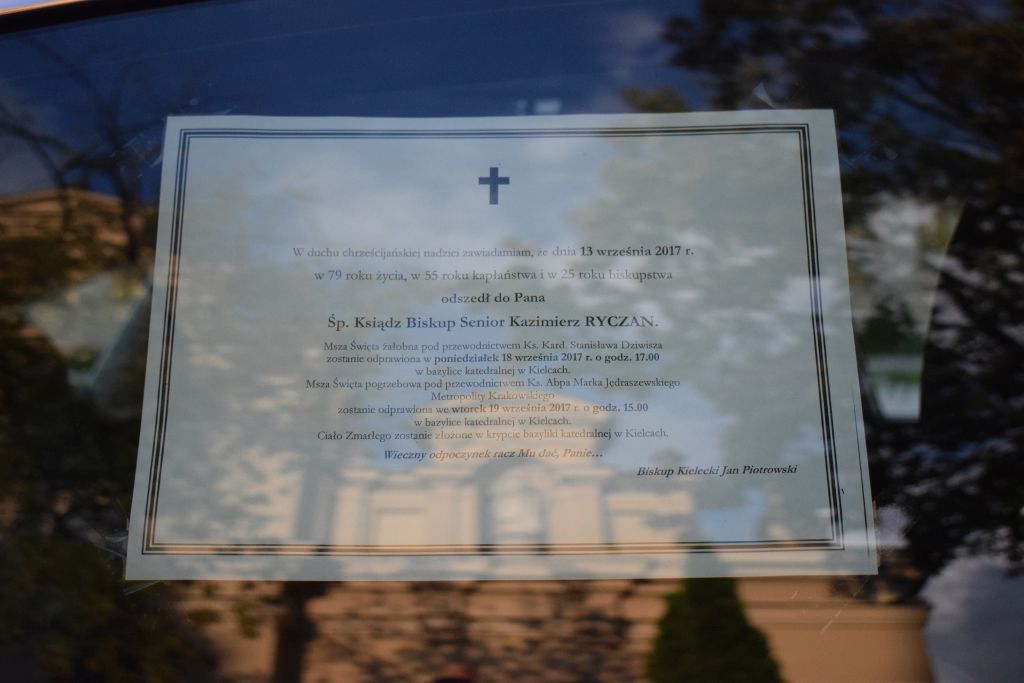 W duchu chrześcijańskiej nadziei zawiadamiam, że dnia 13 września 2017 r.
w 79 roku życia, w 55 roku kapłaństwa i w 25 roku biskupstwa
odszedł do Pana
Śp. Ksiądz Biskup Senior Kazimierz RYCZAN.
Msza Święta żałobna pod przewodnictwem Ks. Kard. Stanisława Dziwisza
zostanie odprawiona w poniedziałek 18 września 2017 r. o godz. 17.00
w bazylice katedralnej w Kielcach.
Msza Święta pogrzebowa pod przewodnictwem Ks. Abpa Marka Jędraszewskiego
Metropolity Krakowskiego
zostanie odprawiona we wtorek 19 września 2017 r. o godz. 15.00
w bazylice katedralnej w Kielcach.
Ciało Zmarłego zostanie złożone w krypcie bazyliki katedralnej w Kielcach.
Wieczny odpoczynek racz Mu dać, Panie...
Biskup Kielecki Jan Piotrowski